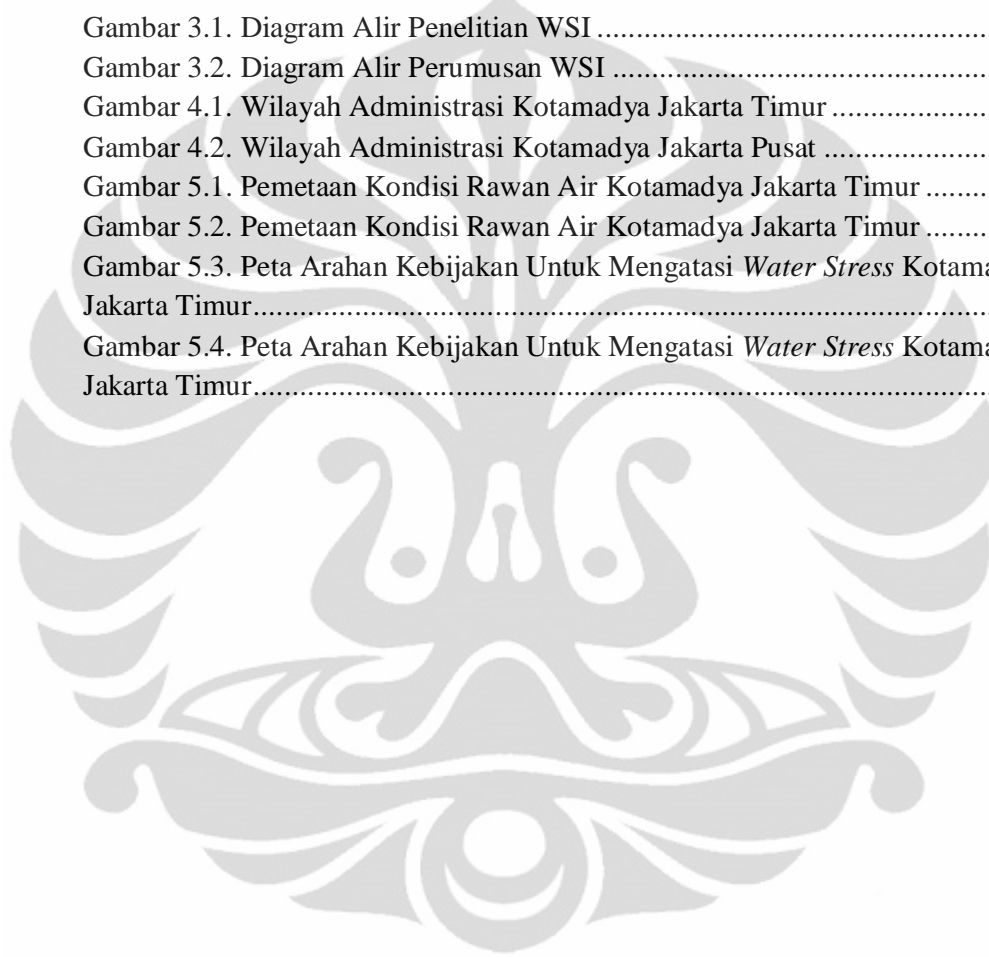 Gambar 3.1. Diagram Alir Penelitian WSI ..................................................
Gambar 3.2. Diagram Alir Perumusan WSI ................................................
Gambar 4.1. Wilayah Administrasi Kotamadya Jakarta Timur ....................
Gambar 4.2. Wilayah Administrasi Kotamadya Jakarta Pusat .....................
Gambar 5.1. Pemetaan Kondisi Rawan Air Kotamadya Jakarta Timur ........
Gambar 5.2. Pemetaan Kondisi Rawan Air Kotamadya Jakarta Timur ........
Gambar 5.3. Peta Arahan Kebijakan Untuk Mengatasi Water Stress Kotama
Jakarta Timur..............................................................................................
Gambar 5.4. Peta Arahan Kebijakan Untuk Mengatasi Water Stress Kotama
Jakarta Timur..............................................................................................